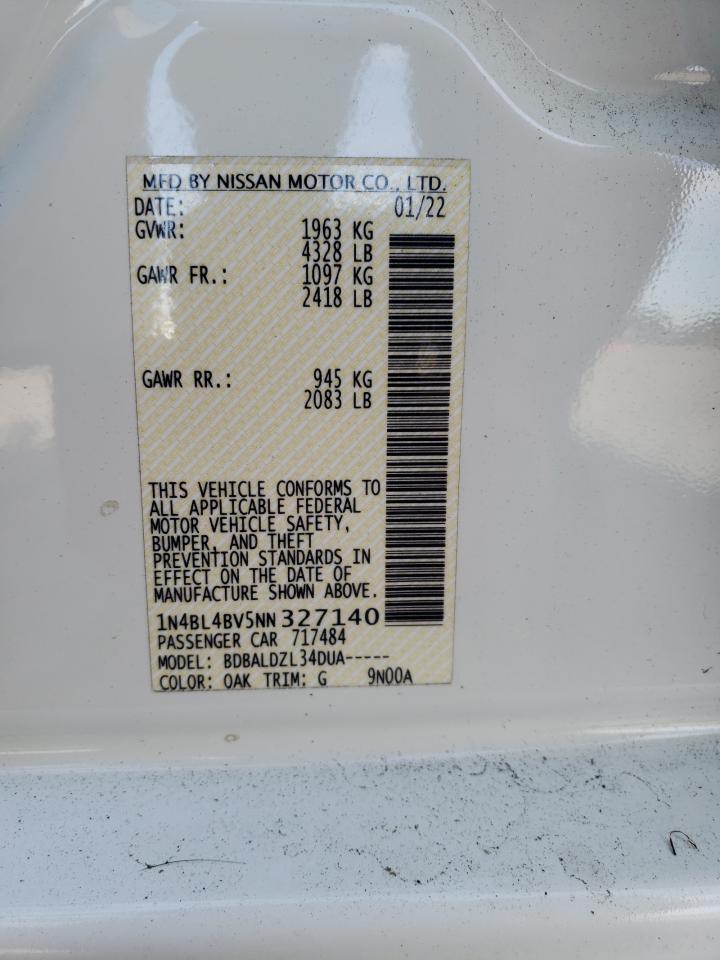 MFD BY NISSAN MOTOR CO., LTD.
DATE: 01/22
GVWR: 1963 KG
4328 LB
GAWR FR.: 1097 KG
2418 LB
GAWR RR.: 945 KG
2083 LB
THIS VEHICLE CONFORMS TO
ALL APPLICABLE FEDERAL
MOTOR VEHICLE SAFETY,
BUMPER, AND THEFT
PREVENTION STANDARDS IN
EFFECT ON THE DATE OF
MANUFACTURE SHOWN ABOVE.
1N4BL4BV5NN327140
PASSENGER CAR 717484
MODEL: BDBALDZL34DUA-----
COLOR: OAK TRIM: G 9N00A